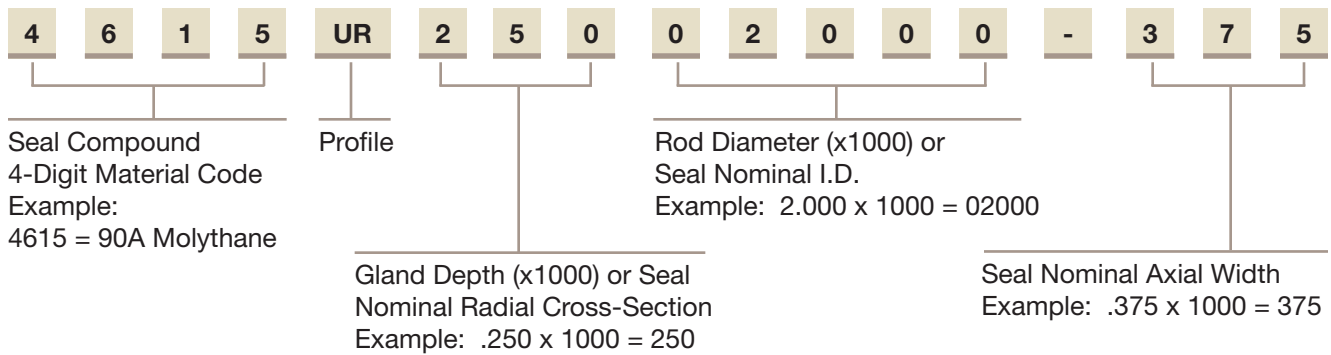 4 6 1 5 UR 2 5 0 0 2 0 0 0 - 3 7 5
Seal Compound
4-Digit Material Code
Example:
4615 = 90A Molythane
Profile
Rod Diameter (x1000) or
Seal Nominal I.D.
Example: 2.000 x 1000 = 02000
Gland Depth (x1000) or Seal
Nominal Radial Cross-Section
Example: .250 x 1000 = 250
Seal Nominal Axial Width
Example: .375 x 1000 = 375